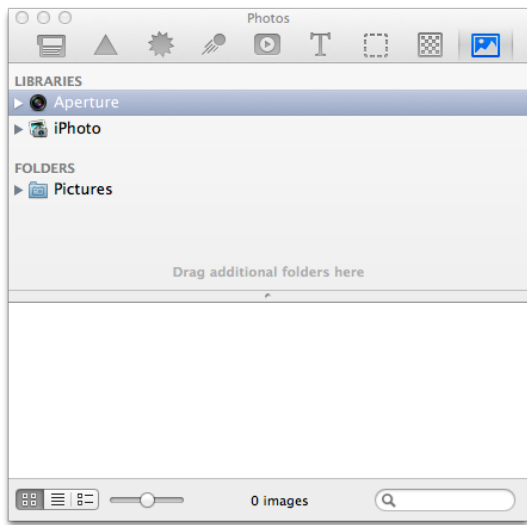 Photos
T
LIBRARIES
Aperture
iPhoto
FOLDERS
Pictures
Drag additional folders here
0 images